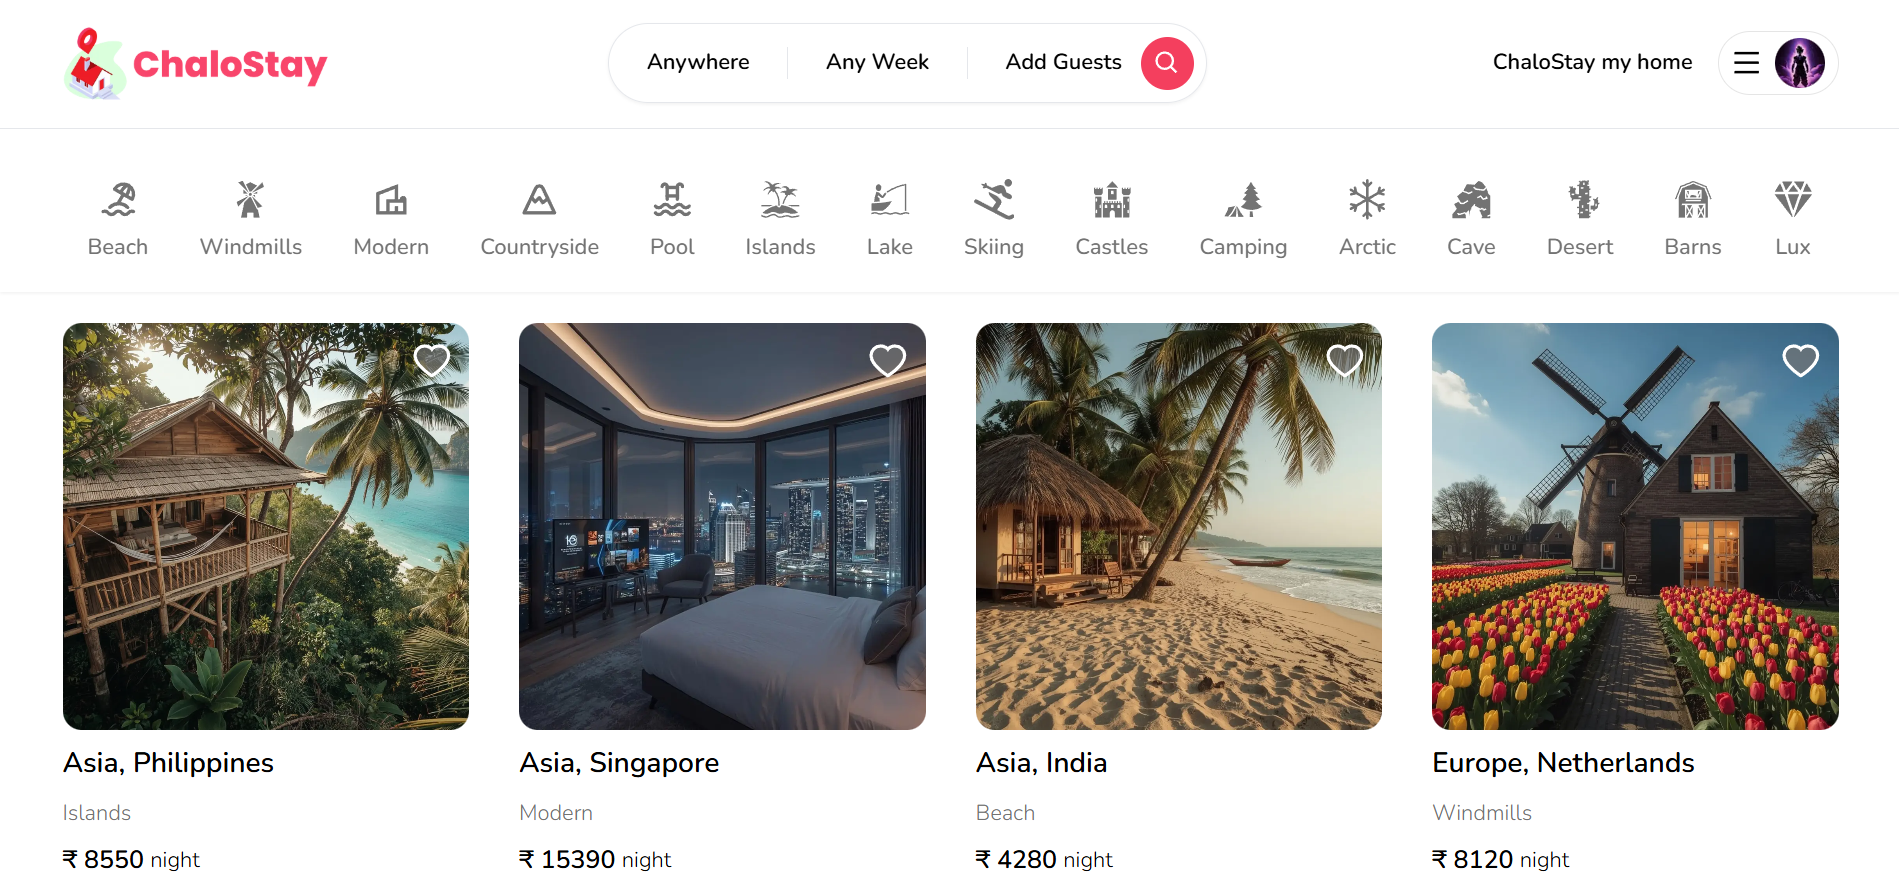 ChaloStay
Anywhere
Any Week
Add Guests
ChaloStay my home
Beach
Windmills
Modern
Countryside
Pool
Islands
Lake
Skiing
Castles
Camping
Arctic
Cave
Desert
Barns
Lux
Asia, Philippines
Islands
₹ 8550 night
Asia, Singapore
Modern
₹ 15390 night
Asia, India
Beach
₹ 4280 night
Europe, Netherlands
Windmills
₹ 8120 night